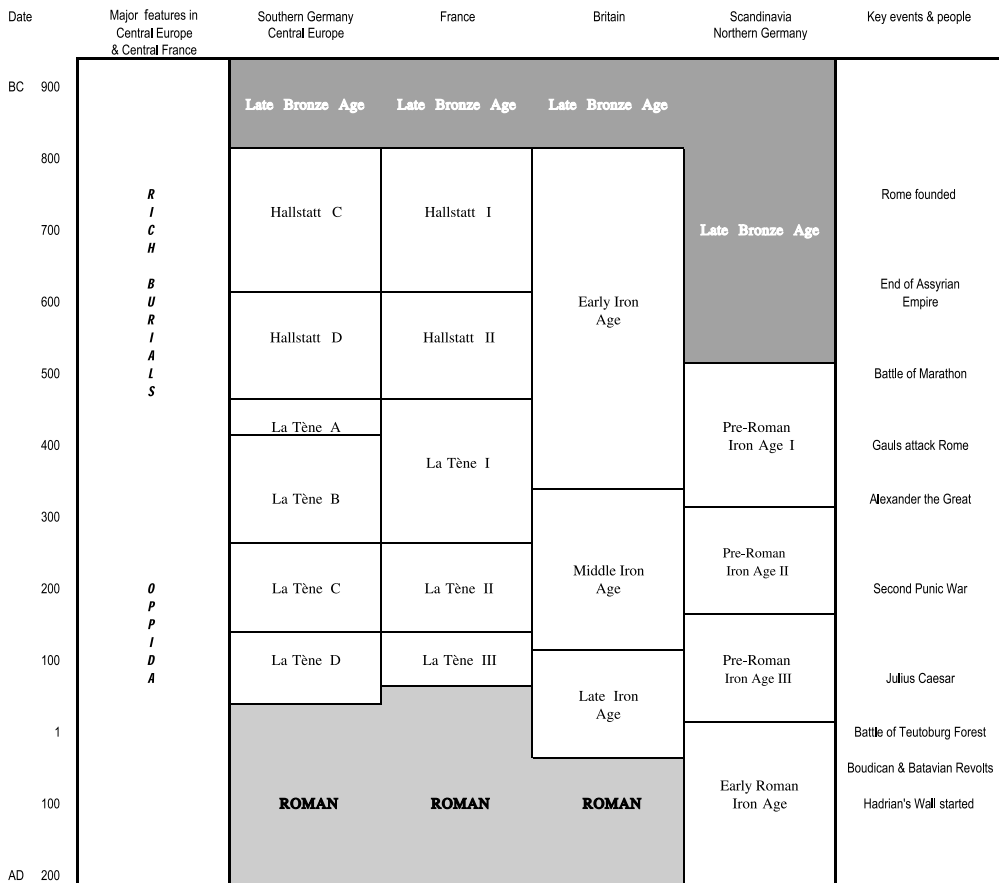 Date
Major features in
Central Europe
& Central France
Southern Germany
Central Europe
France
Britain
Scandinavia
Northern Germany
Key events & people
BC 900
Late Bronze Age
Late Bronze Age
Late Bronze Age
800
RICH BURIALS
Hallstatt C
Hallstatt I
Rome founded
700
Late Bronze Age
End of Assyrian
Empire
600
Early Iron
Age
Hallstatt D
Hallstatt II
500
Battle of Marathon
La Tène A
Pre-Roman
Iron Age I
400
Gauls attack Rome
La Tène I
La Tène B
Alexander the Great
300
Pre-Roman
Iron Age II
Middle Iron
Age
200
OPPIDA
La Tène C
La Tène II
Second Punic War
100
La Tène D
La Tène III
Pre-Roman
Iron Age III
Julius Caesar
Late Iron
Age
1
Battle of Teutoburg Forest
Boudican & Batavian Revolts
Early Roman
Iron Age
100
ROMAN
ROMAN
ROMAN
Hadrian's Wall started
AD 200